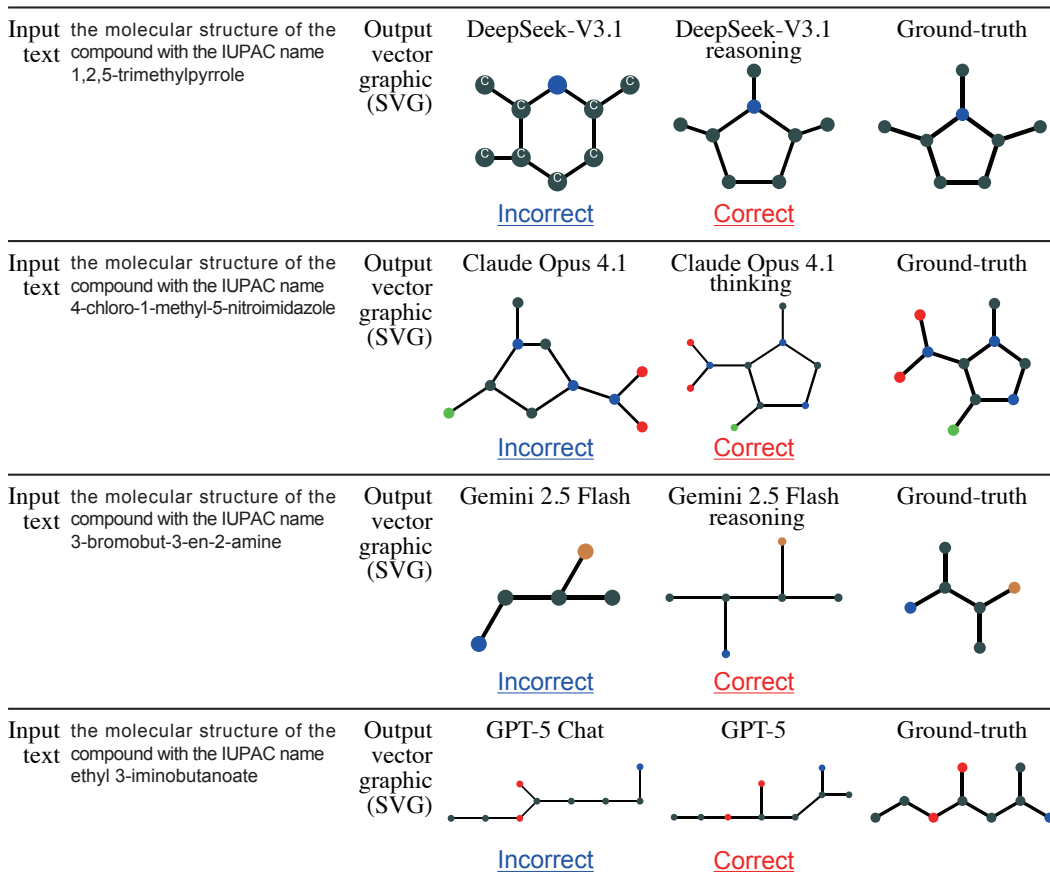 Input text the molecular structure of the compound with the IUPAC name 1,2,5-trimethylpyrrole
Output vector graphic (SVG)
DeepSeek-V3.1
C
C
C
C
C
C
C
Incorrect
DeepSeek-V3.1 reasoning
Correct
Ground-truth
Input text the molecular structure of the compound with the IUPAC name 4-chloro-1-methyl-5-nitroimidazole
Output vector graphic (SVG)
Claude Opus 4.1
Incorrect
Claude Opus 4.1 thinking
Correct
Ground-truth
Input text the molecular structure of the compound with the IUPAC name 3-bromobut-3-en-2-amine
Output vector graphic (SVG)
Gemini 2.5 Flash
Incorrect
Gemini 2.5 Flash reasoning
Correct
Ground-truth
Input text the molecular structure of the compound with the IUPAC name ethyl 3-iminobutanoate
Output vector graphic (SVG)
GPT-5 Chat
Incorrect
GPT-5
Correct
Ground-truth